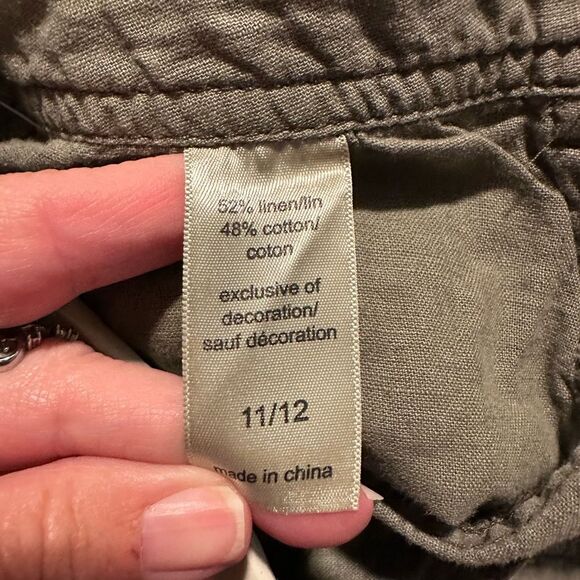 52% linen/lin
48% cotton/
coton
exclusive of
decoration/
sauf décoration
11/12
made in china